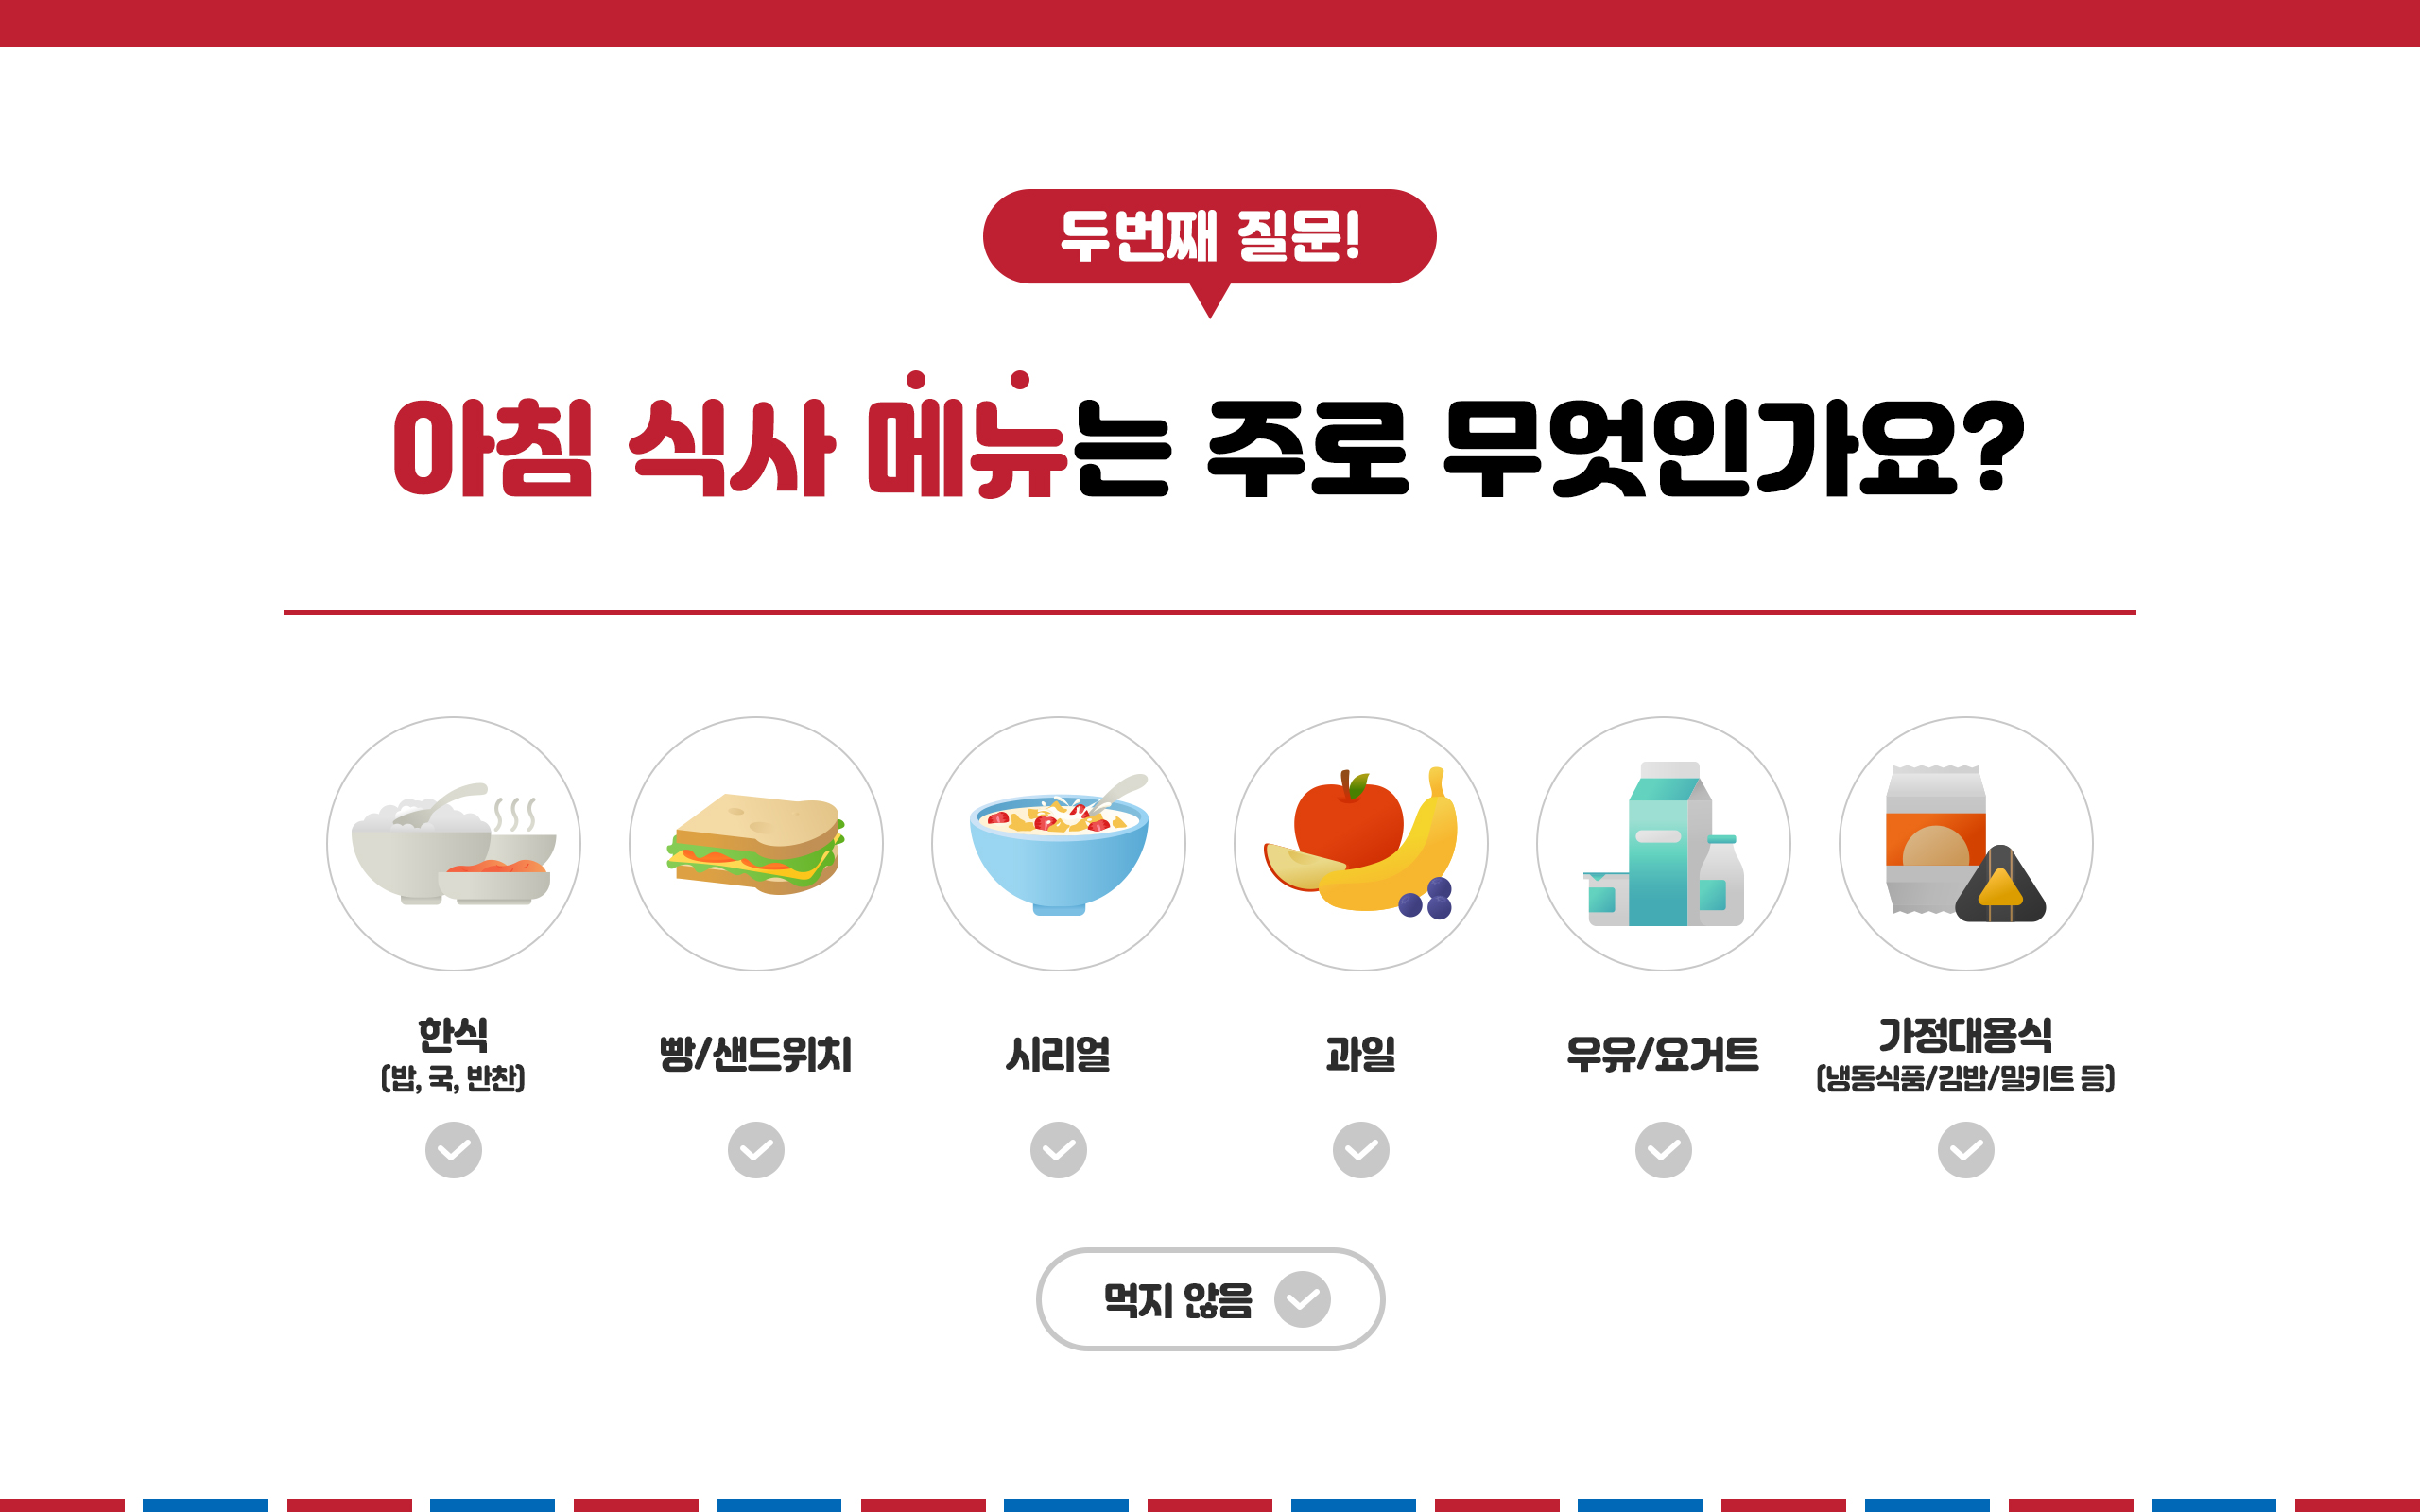 두번째 질문!
아침 식사 메뉴는 주로 무엇인가요?
한식
(밥, 국, 반찬)
빵/샌드위치
시리얼
과일
우유/요거트
가정대용식
(냉동식품/김밥/밀키트 등)
먹지 않음